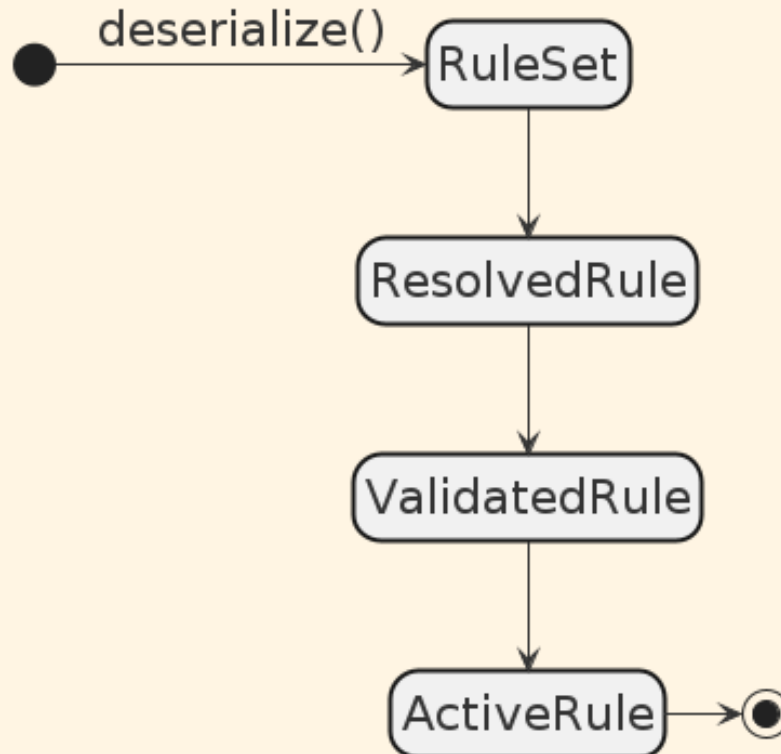 deserialize()
RuleSet
ResolvedRule
ValidatedRule
ActiveRule